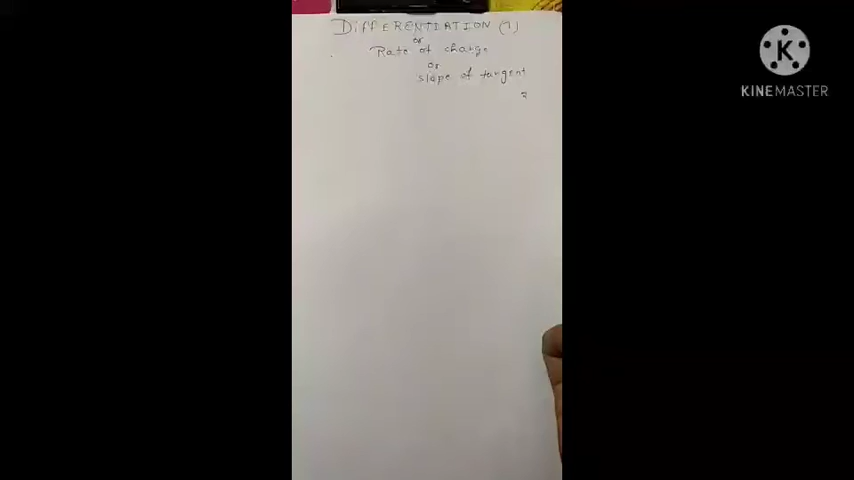 DiffERENTIATION (1)
or
Rate of change
or
slope of tangent
K
KINEMASTER